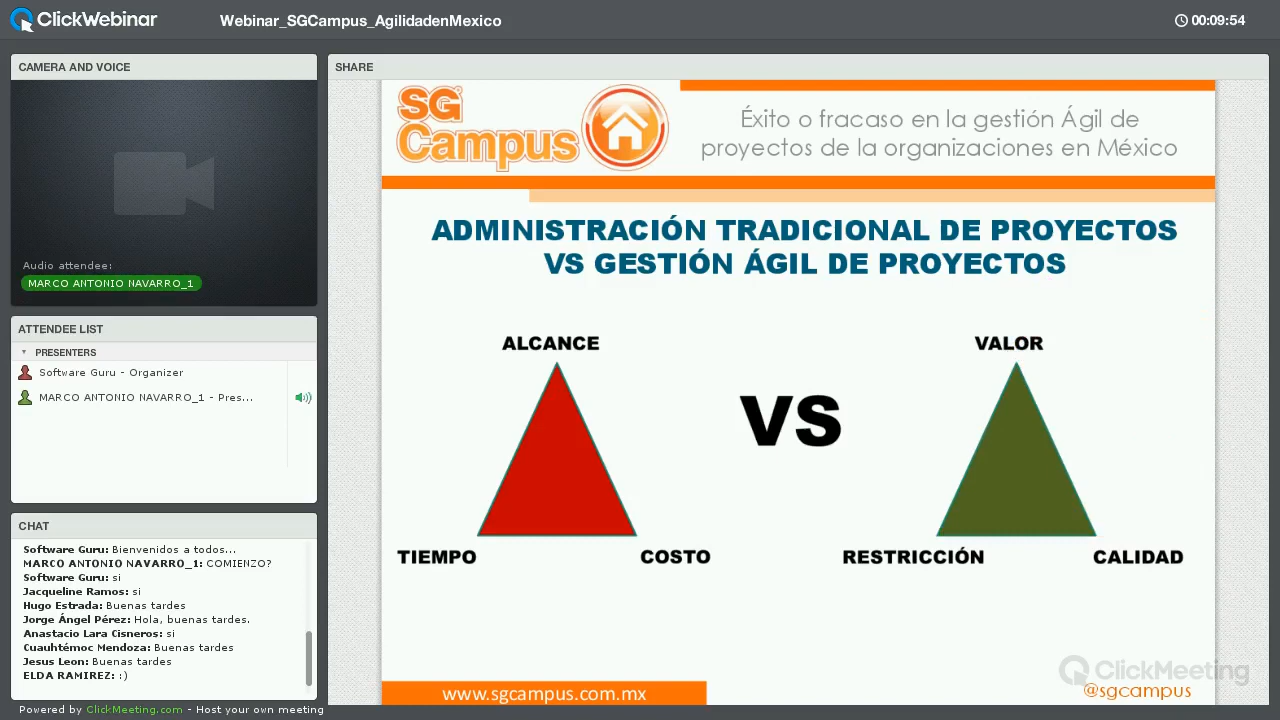 ClickWebinar
Webinar_SGCampus_AgilidadenMexico
00:09:54
CAMERA AND VOICE
Audio attendee:
MARCO ANTONIO NAVARRO_1
ATTENDEE LIST
PRESENTERS
Software Guru - Organizer
MARCO ANTONIO NAVARRO_1 - Pres...
CHAT
Software Guru: Bienvenidos a todos...
MARCO ANTONIO NAVARRO_1: COMIENZO?
Software Guru: si
Jacqueline Ramos: si
Hugo Estrada: Buenas tardes
Jorge Ángel Pérez: Hola, buenas tardes.
Anastacio Lara Cisneros: si
Cuauhtémoc Mendoza: Buenas tardes
Jesus Leon: Buenas tardes
ELDA RAMIREZ: :)
Powered by ClickMeeting.com - Host your own meeting
SHARE
SG
Campus
Éxito o fracaso en la gestión Ágil de
proyectos de la organizaciones en México
ADMINISTRACIÓN TRADICIONAL DE PROYECTOS
VS GESTIÓN ÁGIL DE PROYECTOS
ALCANCE
TIEMPO
COSTO
VS
VALOR
RESTRICCIÓN
CALIDAD
ClickMeeting
www.sgcampus.com.mx
@sgcampus